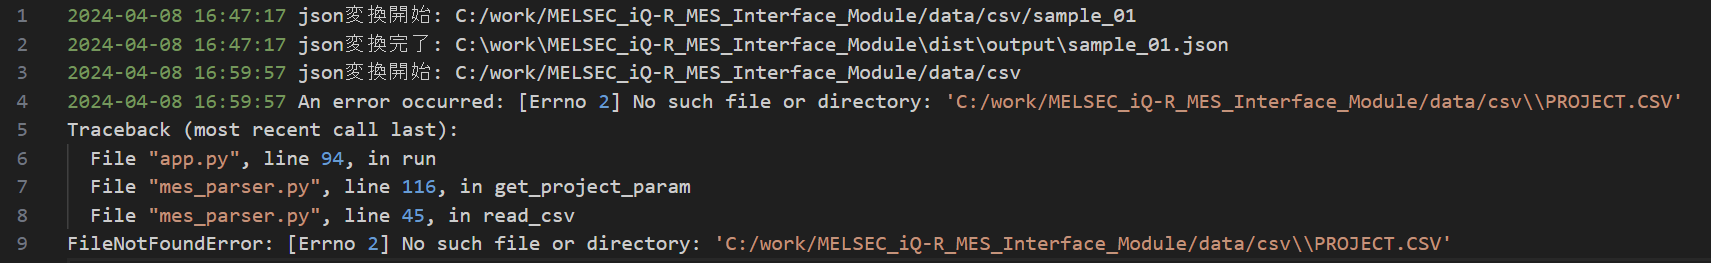 1 2024-04-08 16:47:17 json変換開始: C:/work/MELSEC_iQ-R_MES_Interface_Module/data/csv/sample_01
2 2024-04-08 16:47:17 json変換完了: C:\work\MELSEC_iQ-R_MES_Interface_Module\dist\output\sample_01.json
3 2024-04-08 16:59:57 json変換開始: C:/work/MELSEC_iQ-R_MES_Interface_Module/data/csv
4 2024-04-08 16:59:57 An error occurred: [Errno 2] No such file or directory: 'C:/work/MELSEC_iQ-R_MES_Interface_Module/data/csv\\PROJECT.CSV'
5 Traceback (most recent call last):
6   File "app.py", line 94, in run
7   File "mes_parser.py", line 116, in get_project_param
8   File "mes_parser.py", line 45, in read_csv
9 FileNotFoundError: [Errno 2] No such file or directory: 'C:/work/MELSEC_iQ-R_MES_Interface_Module/data/csv\\PROJECT.CSV'